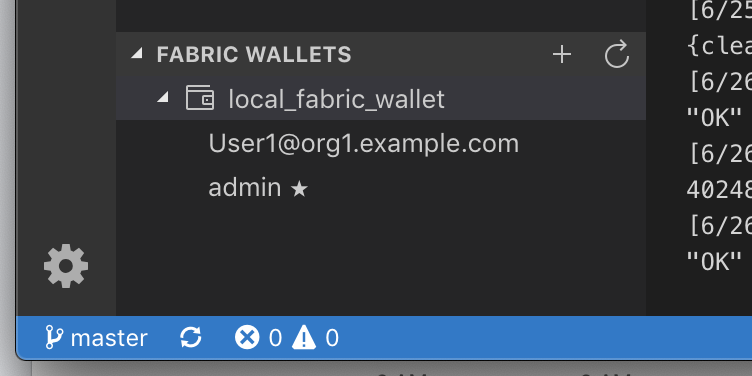 [6/25
FABRIC WALLETS
{clea
local_fabric_wallet
[6/26
"OK"
User1@org1.example.com
[6/26
admin ★
40248
[6/26
"OK"
master
0
0